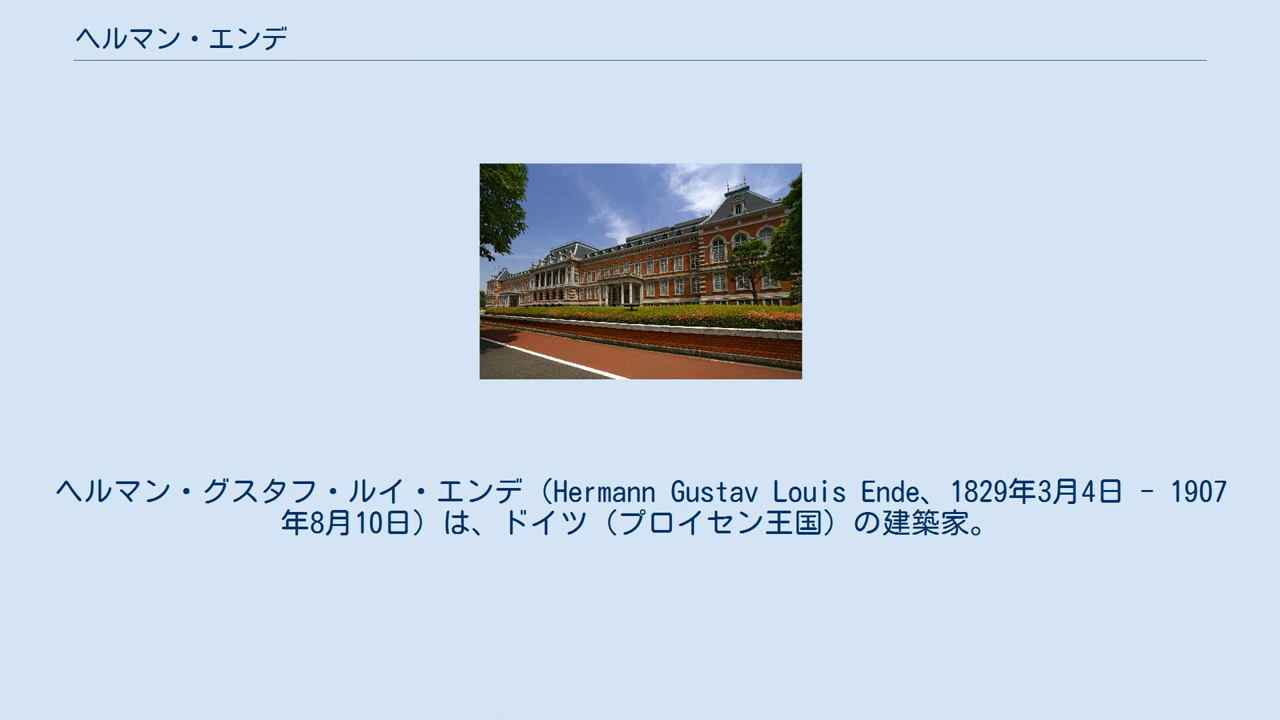 ヘルマン・エンデ
ヘルマン・グスタフ・ルイ・エンデ（Hermann Gustav Louis Ende、1829年3月4日 - 1907
年8月10日）は、ドイツ（プロイセン王国）の建築家。